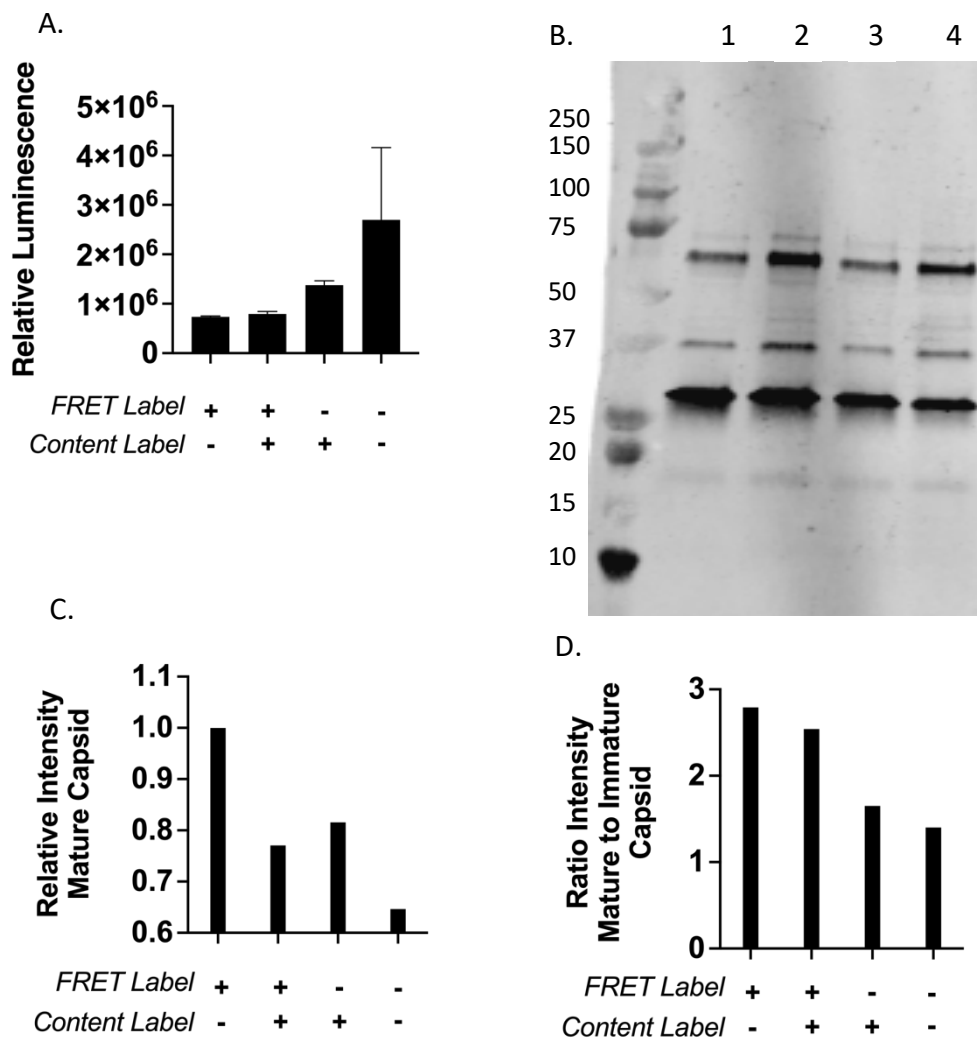 A.
Relative Luminescence
5×10⁶
4×10⁶
3×10⁶
2×10⁶
1×10⁶
0
FRET Label + + - -
Content Label - + + -
B.
1 2 3 4
250
150
100
75
50
37
25
20
15
10
C.
Relative Intensity
Mature Capsid
1.1
1.0
0.9
0.8
0.7
0.6
FRET Label + + - -
Content Label - + + -
D.
Ratio Intensity
Mature to Immature
Capsid
3
2
1
0
FRET Label + + - -
Content Label - + + -